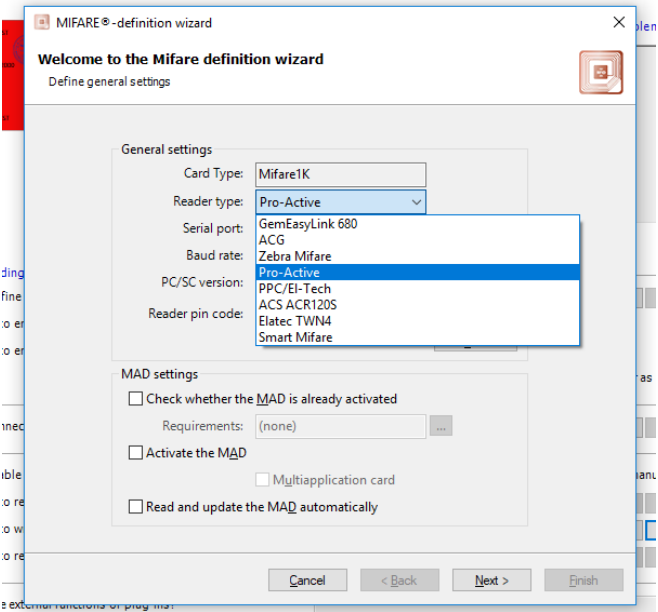 MIFARE®-definition wizard
Welcome to the Mifare definition wizard
Define general settings
General settings
Card Type: Mifare1K
Reader type: Pro-Active
Serial port:
Baud rate:
PC/SC version:
Reader pin code:
GemEasyLink 680
ACG
Zebra Mifare
Pro-Active
PPC/EI-Tech
ACS ACR120S
Elatec TWN4
Smart Mifare
MAD settings
Check whether the MAD is already activated
Requirements: (none) ...
Activate the MAD
Multiapplication card
Read and update the MAD automatically
Cancel < Back Next > Finish